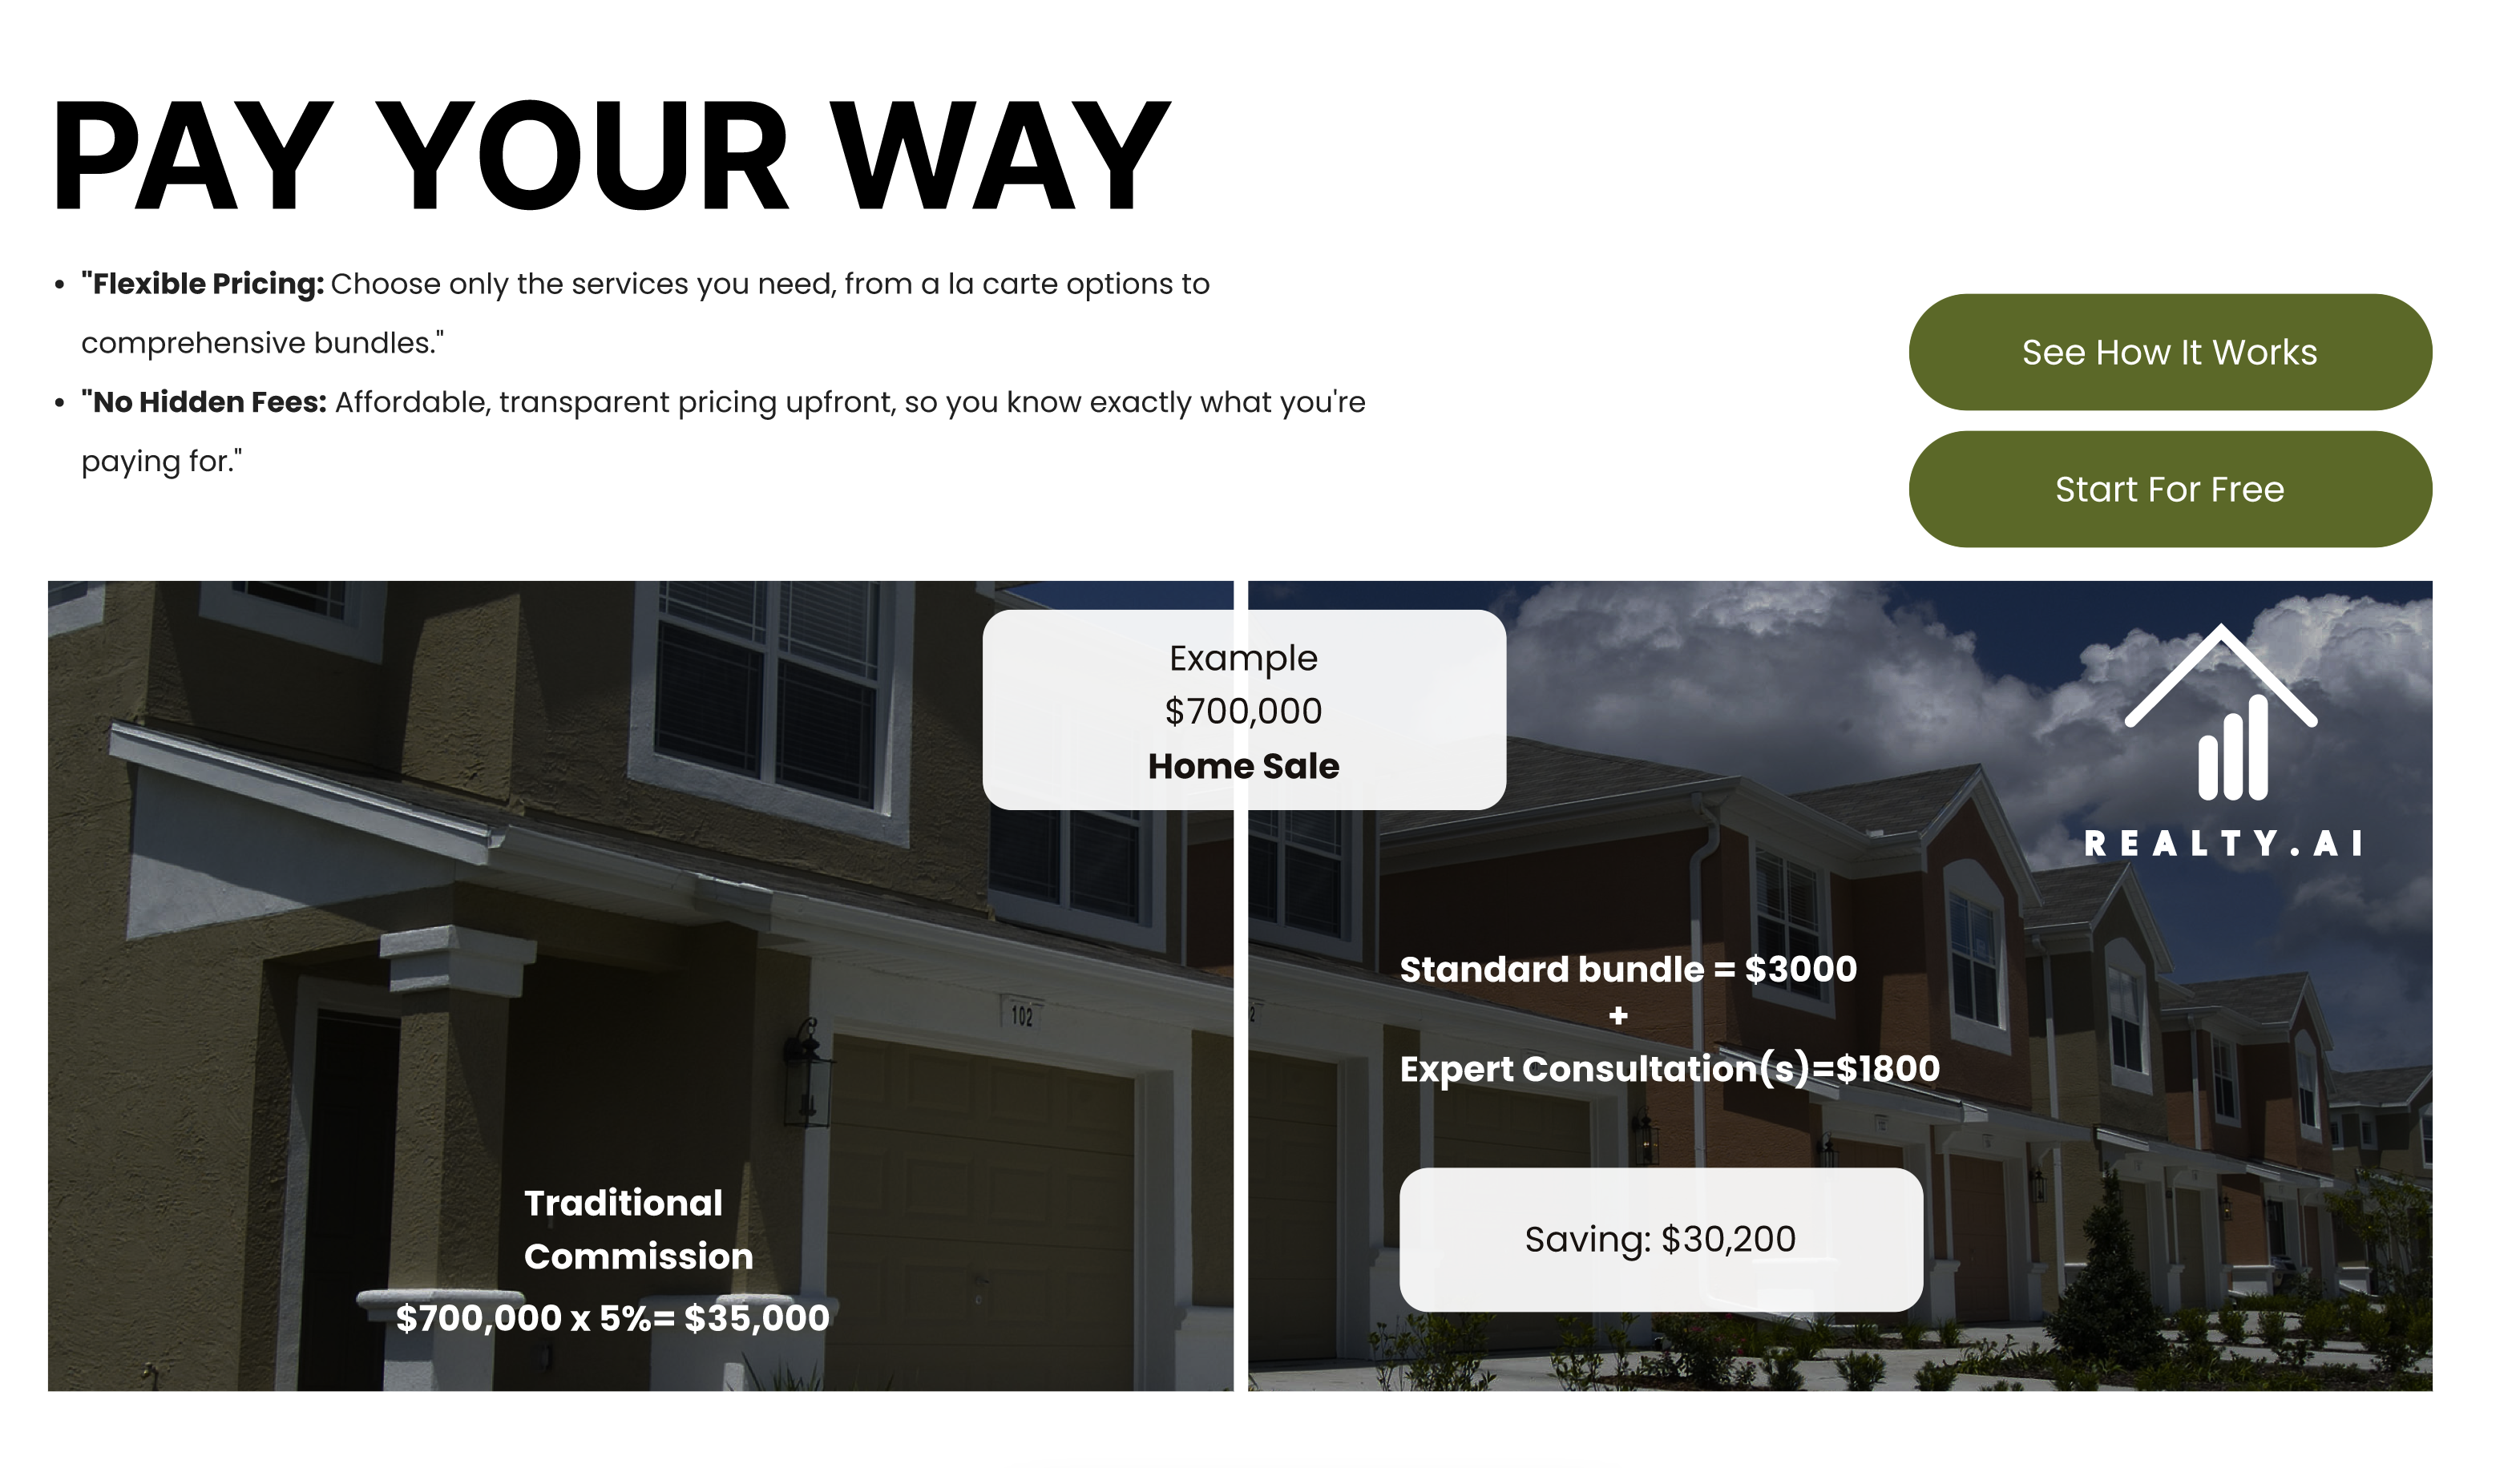 PAY YOUR WAY
• "Flexible Pricing: Choose only the services you need, from a la carte options to
comprehensive bundles."
• "No Hidden Fees: Affordable, transparent pricing upfront, so you know exactly what you're
paying for."
See How It Works
Start For Free
Example
$700,000
Home Sale
REALTY.AI
102
Traditional
Commission
$700,000 x 5%= $35,000
Standard bundle = $3000
+
Expert Consultation(s)=$1800
Saving: $30,200